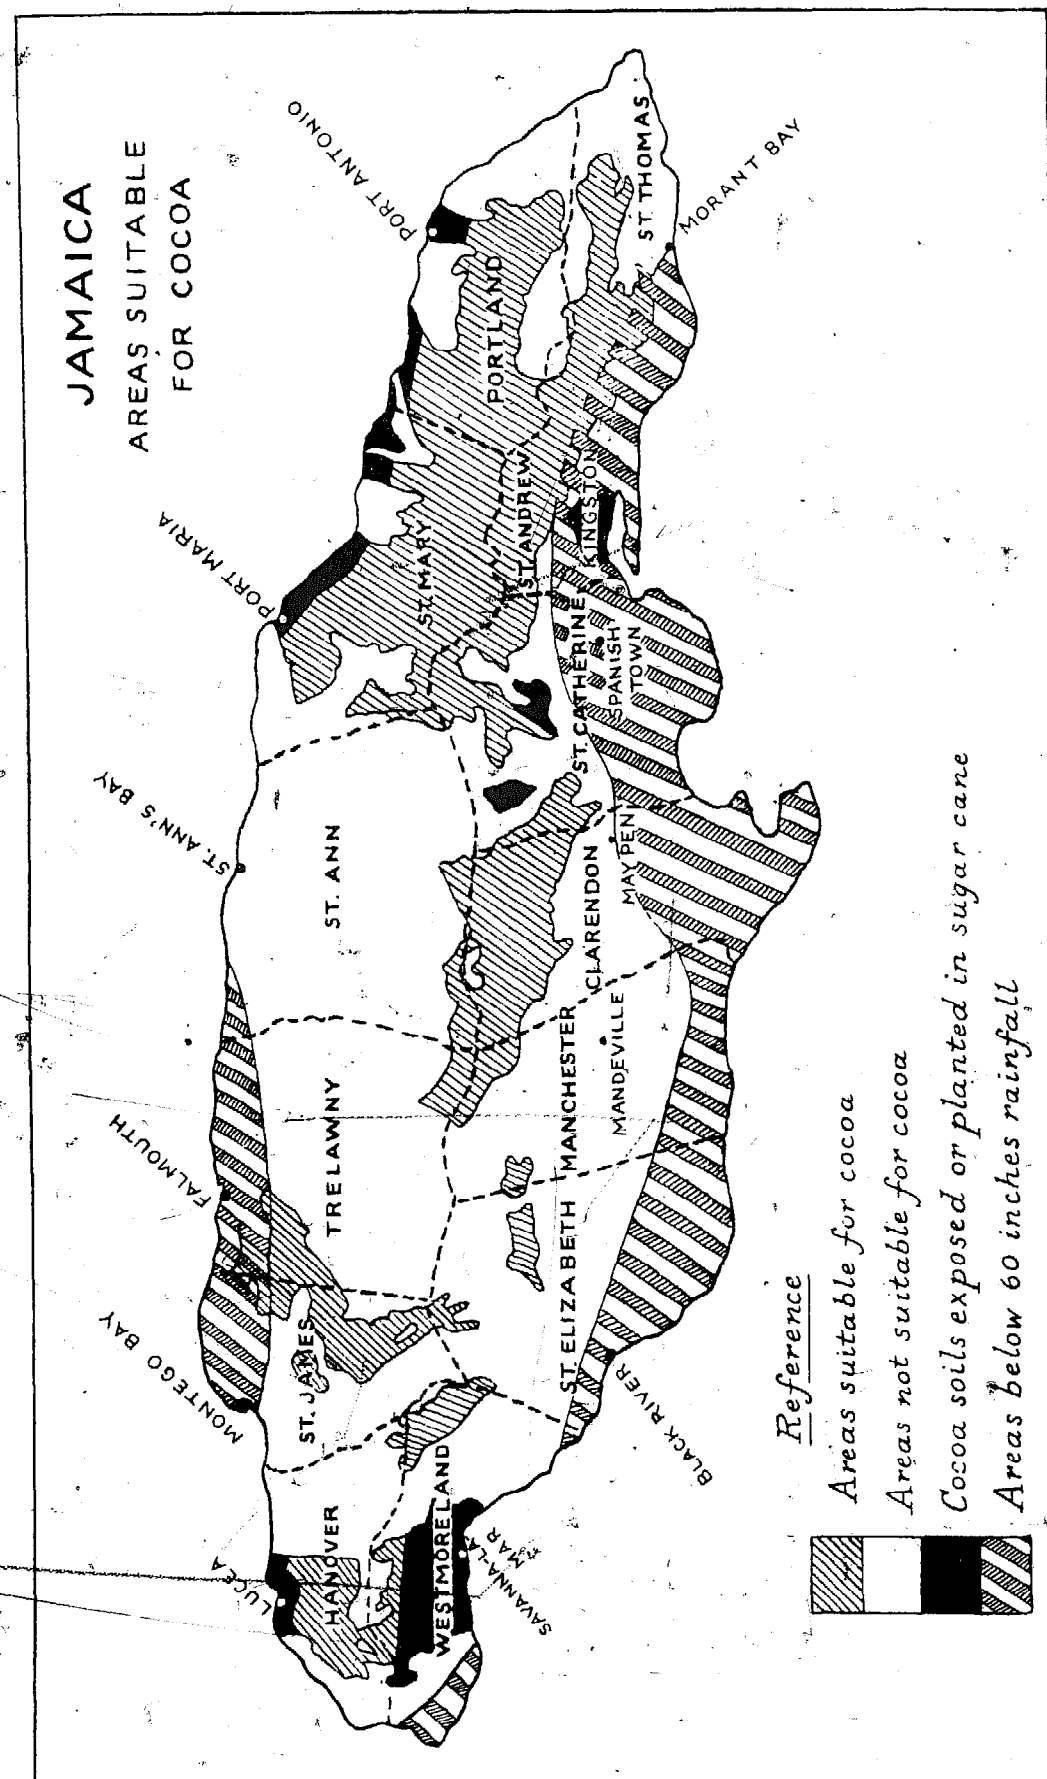 JAMAICA
AREAS SUITABLE
FOR COCOA
LUCEA
MONTEGO BAY
FALMOUTH
ST. ANN'S BAY
PORT MARIA
PORT ANTONIO
HANOVER
WESTMORELAND
ST. JAMES
TRELAWNY
ST. ANN
ST. MARY
PORTLAND
ST. ELIZABETH
MANCHESTER
MANDEVILLE
CLARENDON
MAY PEN
ST. CATHERINE
SPANISH
TOWN
ST. ANDREW
KINGSTON
ST THOMAS
MORANT BAY
SAVANNA-LA-
MAR
BLACK RIVER
Reference
Areas suitable for cocoa
Areas not suitable for cocoa
Cocoa soils exposed or planted in sugar cane
Areas below 60 inches rainfall